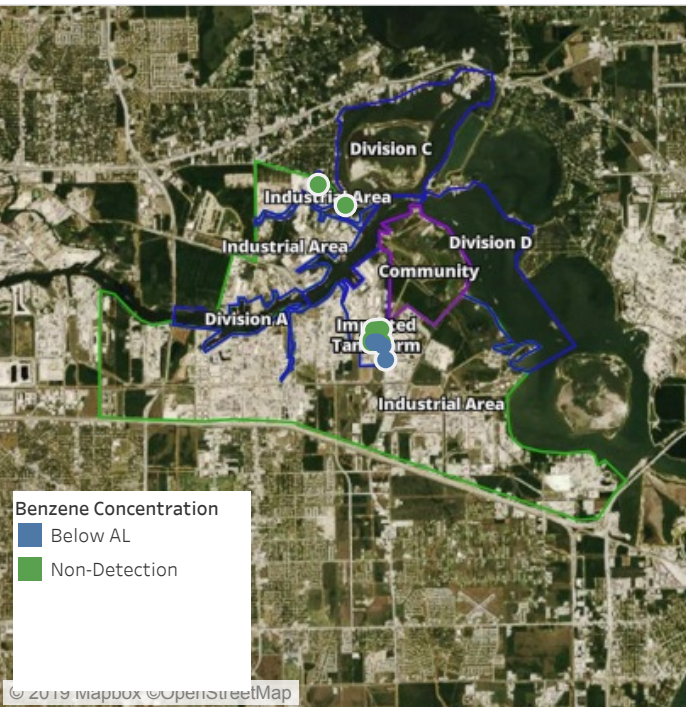 Division C
Industrial Area
Industrial Area
Division D
Community
Division A
Impacted
Tank Farm
Industrial Area
Benzene Concentration
Below AL
Non-Detection
© 2019 Mapbox ©OpenStreetMap